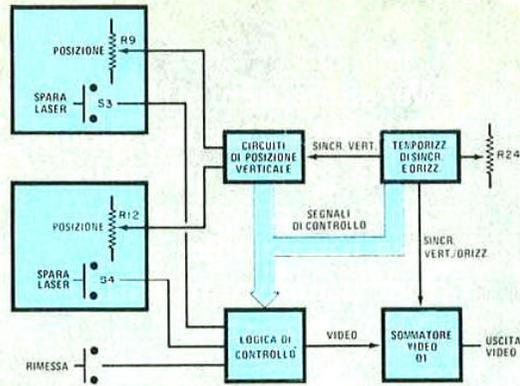 R9
POSIZIONE
SPARA
LASER
S3
CIRCUITI
DI POSIZIONE
VERTICALE
SINCR. VERT.
TEMPORIZZ
DI SINCR.
E ORIZZ.
R24
R12
POSIZIONE
SEGNALI
DI CONTROLLO
SINCR.
VERT./ORIZZ
SPARA
LASER
S4
LOGICA DI
CONTROLLO
VIDEO
SOMMATORE
VIDEO
Q1
USCITA
VIDEO
RIMESSA